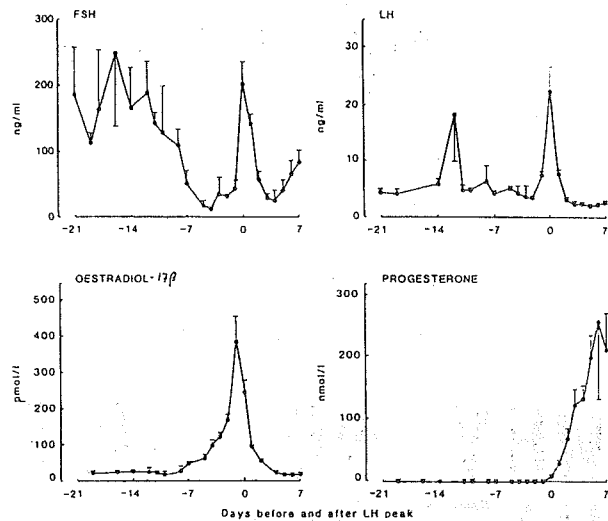 FSH
300
200
100
0
ng/ml
-21 -14 -7 0 7
LH
30
20
10
0
ng/ml
-21 -14 -7 0 7
OESTRADIOL-17β
500
400
300
200
100
0
pmol/l
-21 -14 -7 0 7
PROGESTERONE
300
200
100
0
nmol/l
-21 -14 -7 0 7
Days before and after LH peak